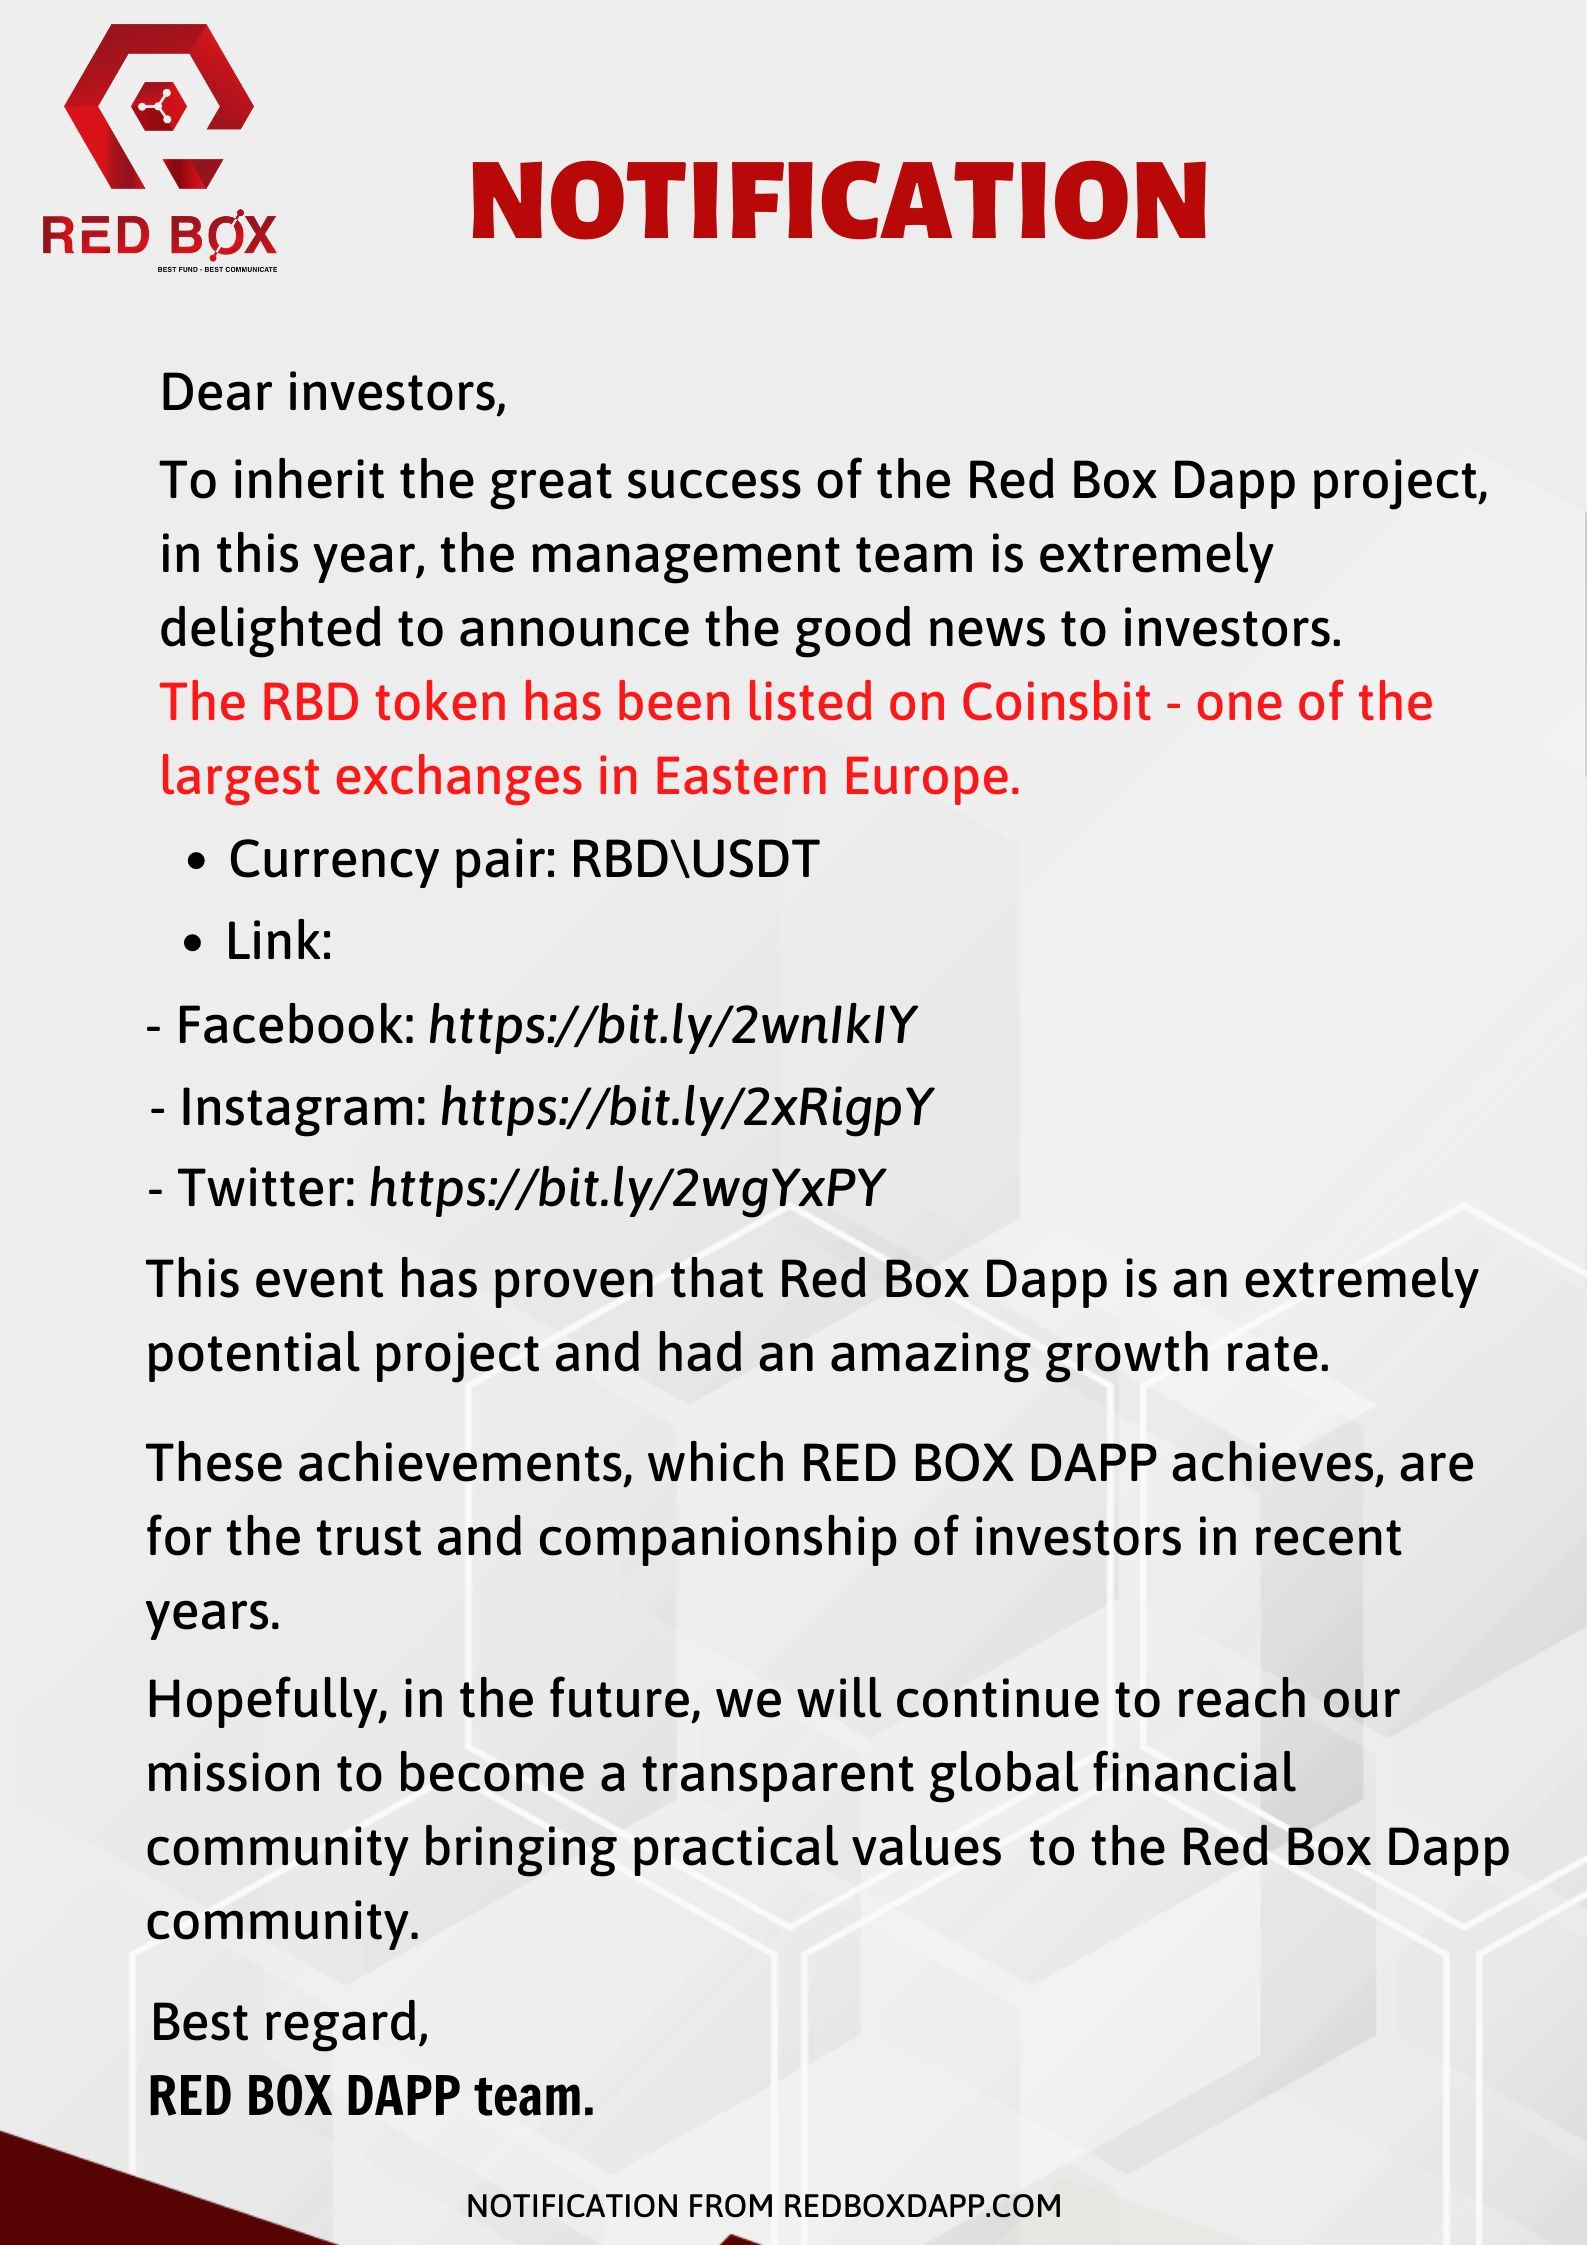 RED BOX
BEST FUND - BEST COMMUNICATE
NOTIFICATION
Dear investors,
To inherit the great success of the Red Box Dapp project,
in this year, the management team is extremely
delighted to announce the good news to investors.
The RBD token has been listed on Coinsbit - one of the
largest exchanges in Eastern Europe.
• Currency pair: RBD\USDT
• Link:
- Facebook: https://bit.ly/2wnIkIY
- Instagram: https://bit.ly/2xRigpY
- Twitter: https://bit.ly/2wgYxPY
This event has proven that Red Box Dapp is an extremely
potential project and had an amazing growth rate.
These achievements, which RED BOX DAPP achieves, are
for the trust and companionship of investors in recent
years.
Hopefully, in the future, we will continue to reach our
mission to become a transparent global financial
community bringing practical values  to the Red Box Dapp
community.
Best regard,
RED BOX DAPP team.
NOTIFICATION FROM REDBOXDAPP.COM